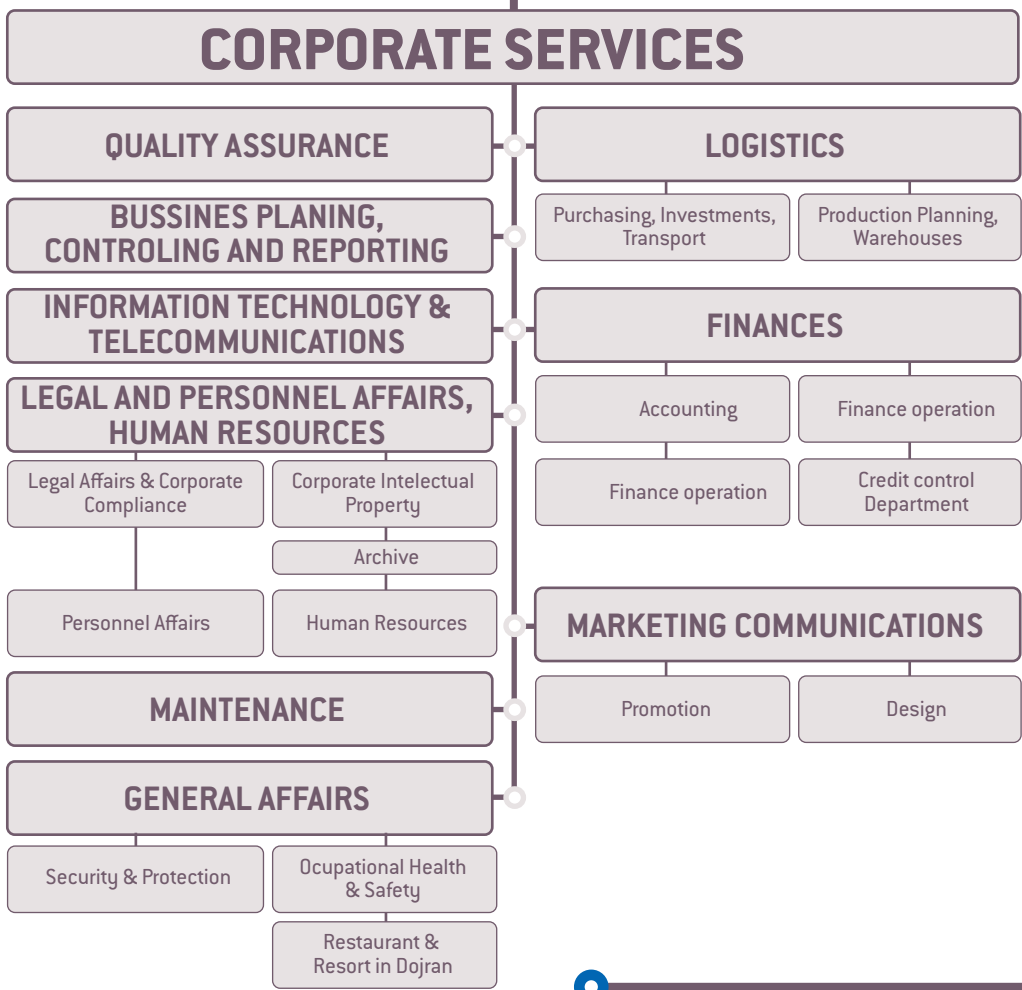 CORPORATE SERVICES
QUALITY ASSURANCE
BUSSINES PLANING,
CONTROLING AND REPORTING
INFORMATION TECHNOLOGY &
TELECOMMUNICATIONS
LEGAL AND PERSONNEL AFFAIRS,
HUMAN RESOURCES
Legal Affairs & Corporate
Compliance
Corporate Intelectual
Property
Archive
Personnel Affairs
Human Resources
MAINTENANCE
GENERAL AFFAIRS
Security & Protection
Ocupational Health
& Safety
Restaurant &
Resort in Dojran
LOGISTICS
Purchasing, Investments,
Transport
Production Planning,
Warehouses
FINANCES
Accounting
Finance operation
Finance operation
Credit control
Department
MARKETING COMMUNICATIONS
Promotion
Design